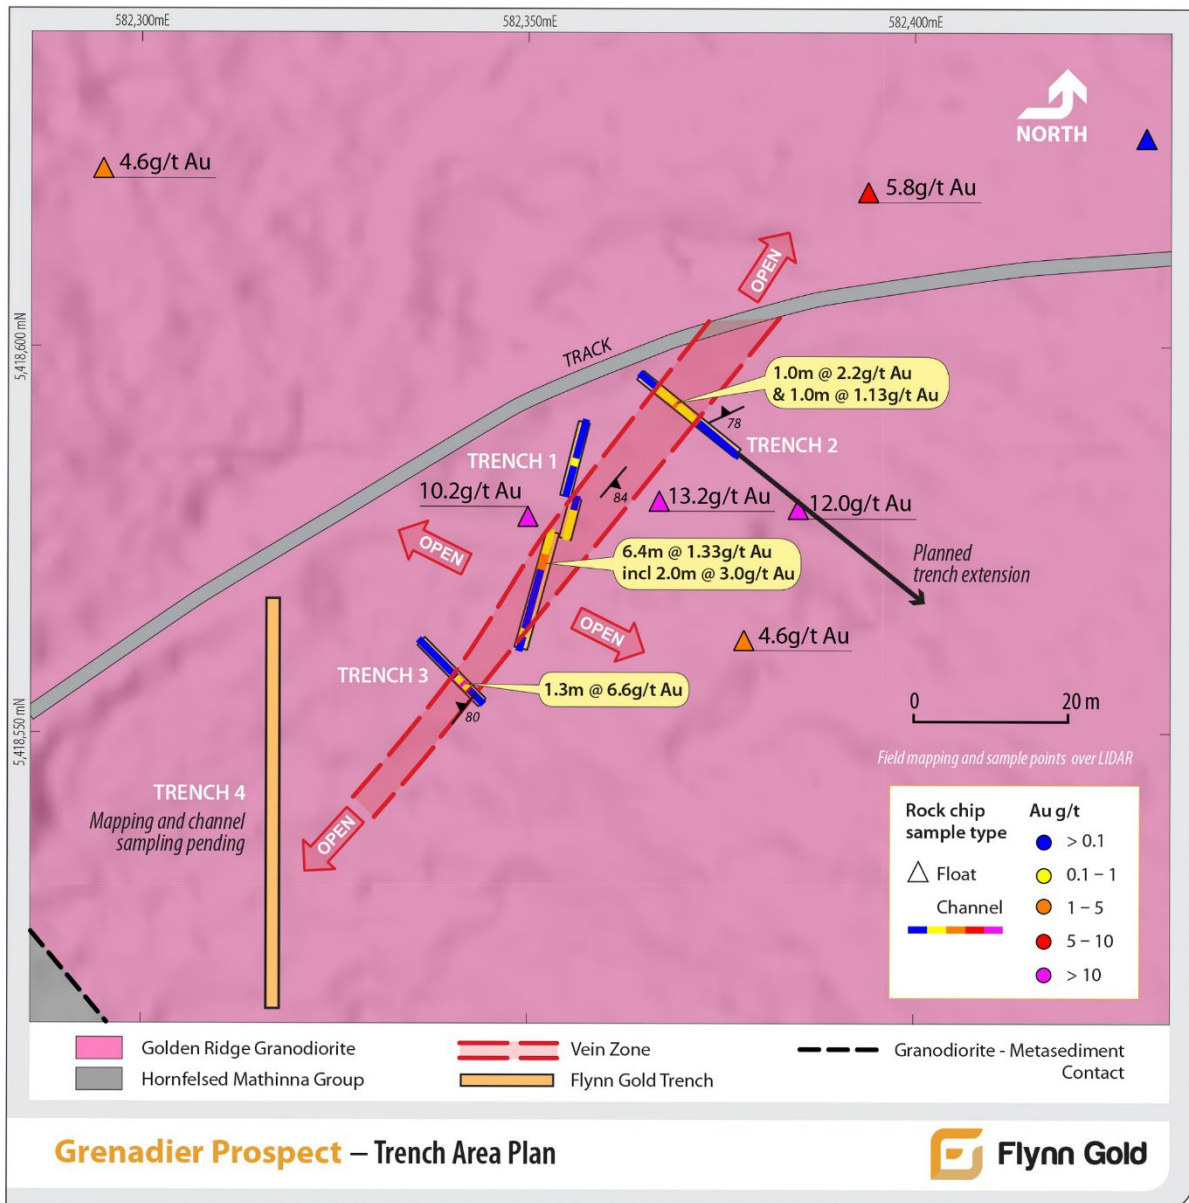 582,300mE
582,350mE
582,400mE
NORTH
4.6g/t Au
5.8g/t Au
OPEN
5,418,600 mN
TRACK
1.0m @ 2.2g/t Au
& 1.0m @ 1.13g/t Au
78
TRENCH 2
TRENCH 1
84
10.2g/t Au
13.2g/t Au
12.0g/t Au
OPEN
6.4m @ 1.33g/t Au
incl 2.0m @ 3.0g/t Au
Planned
trench extension
OPEN
4.6g/t Au
TRENCH 3
1.3m @ 6.6g/t Au
80
0
20 m
5,418,550 mN
Field mapping and sample points over LIDAR
TRENCH 4
Mapping and channel
sampling pending
OPEN
Rock chip
sample type
Float
Channel
Au g/t
> 0.1
0.1 – 1
1 – 5
5 – 10
> 10
Golden Ridge Granodiorite
Hornfelsed Mathinna Group
Vein Zone
Flynn Gold Trench
Granodiorite - Metasediment
Contact
Grenadier Prospect – Trench Area Plan
Flynn Gold